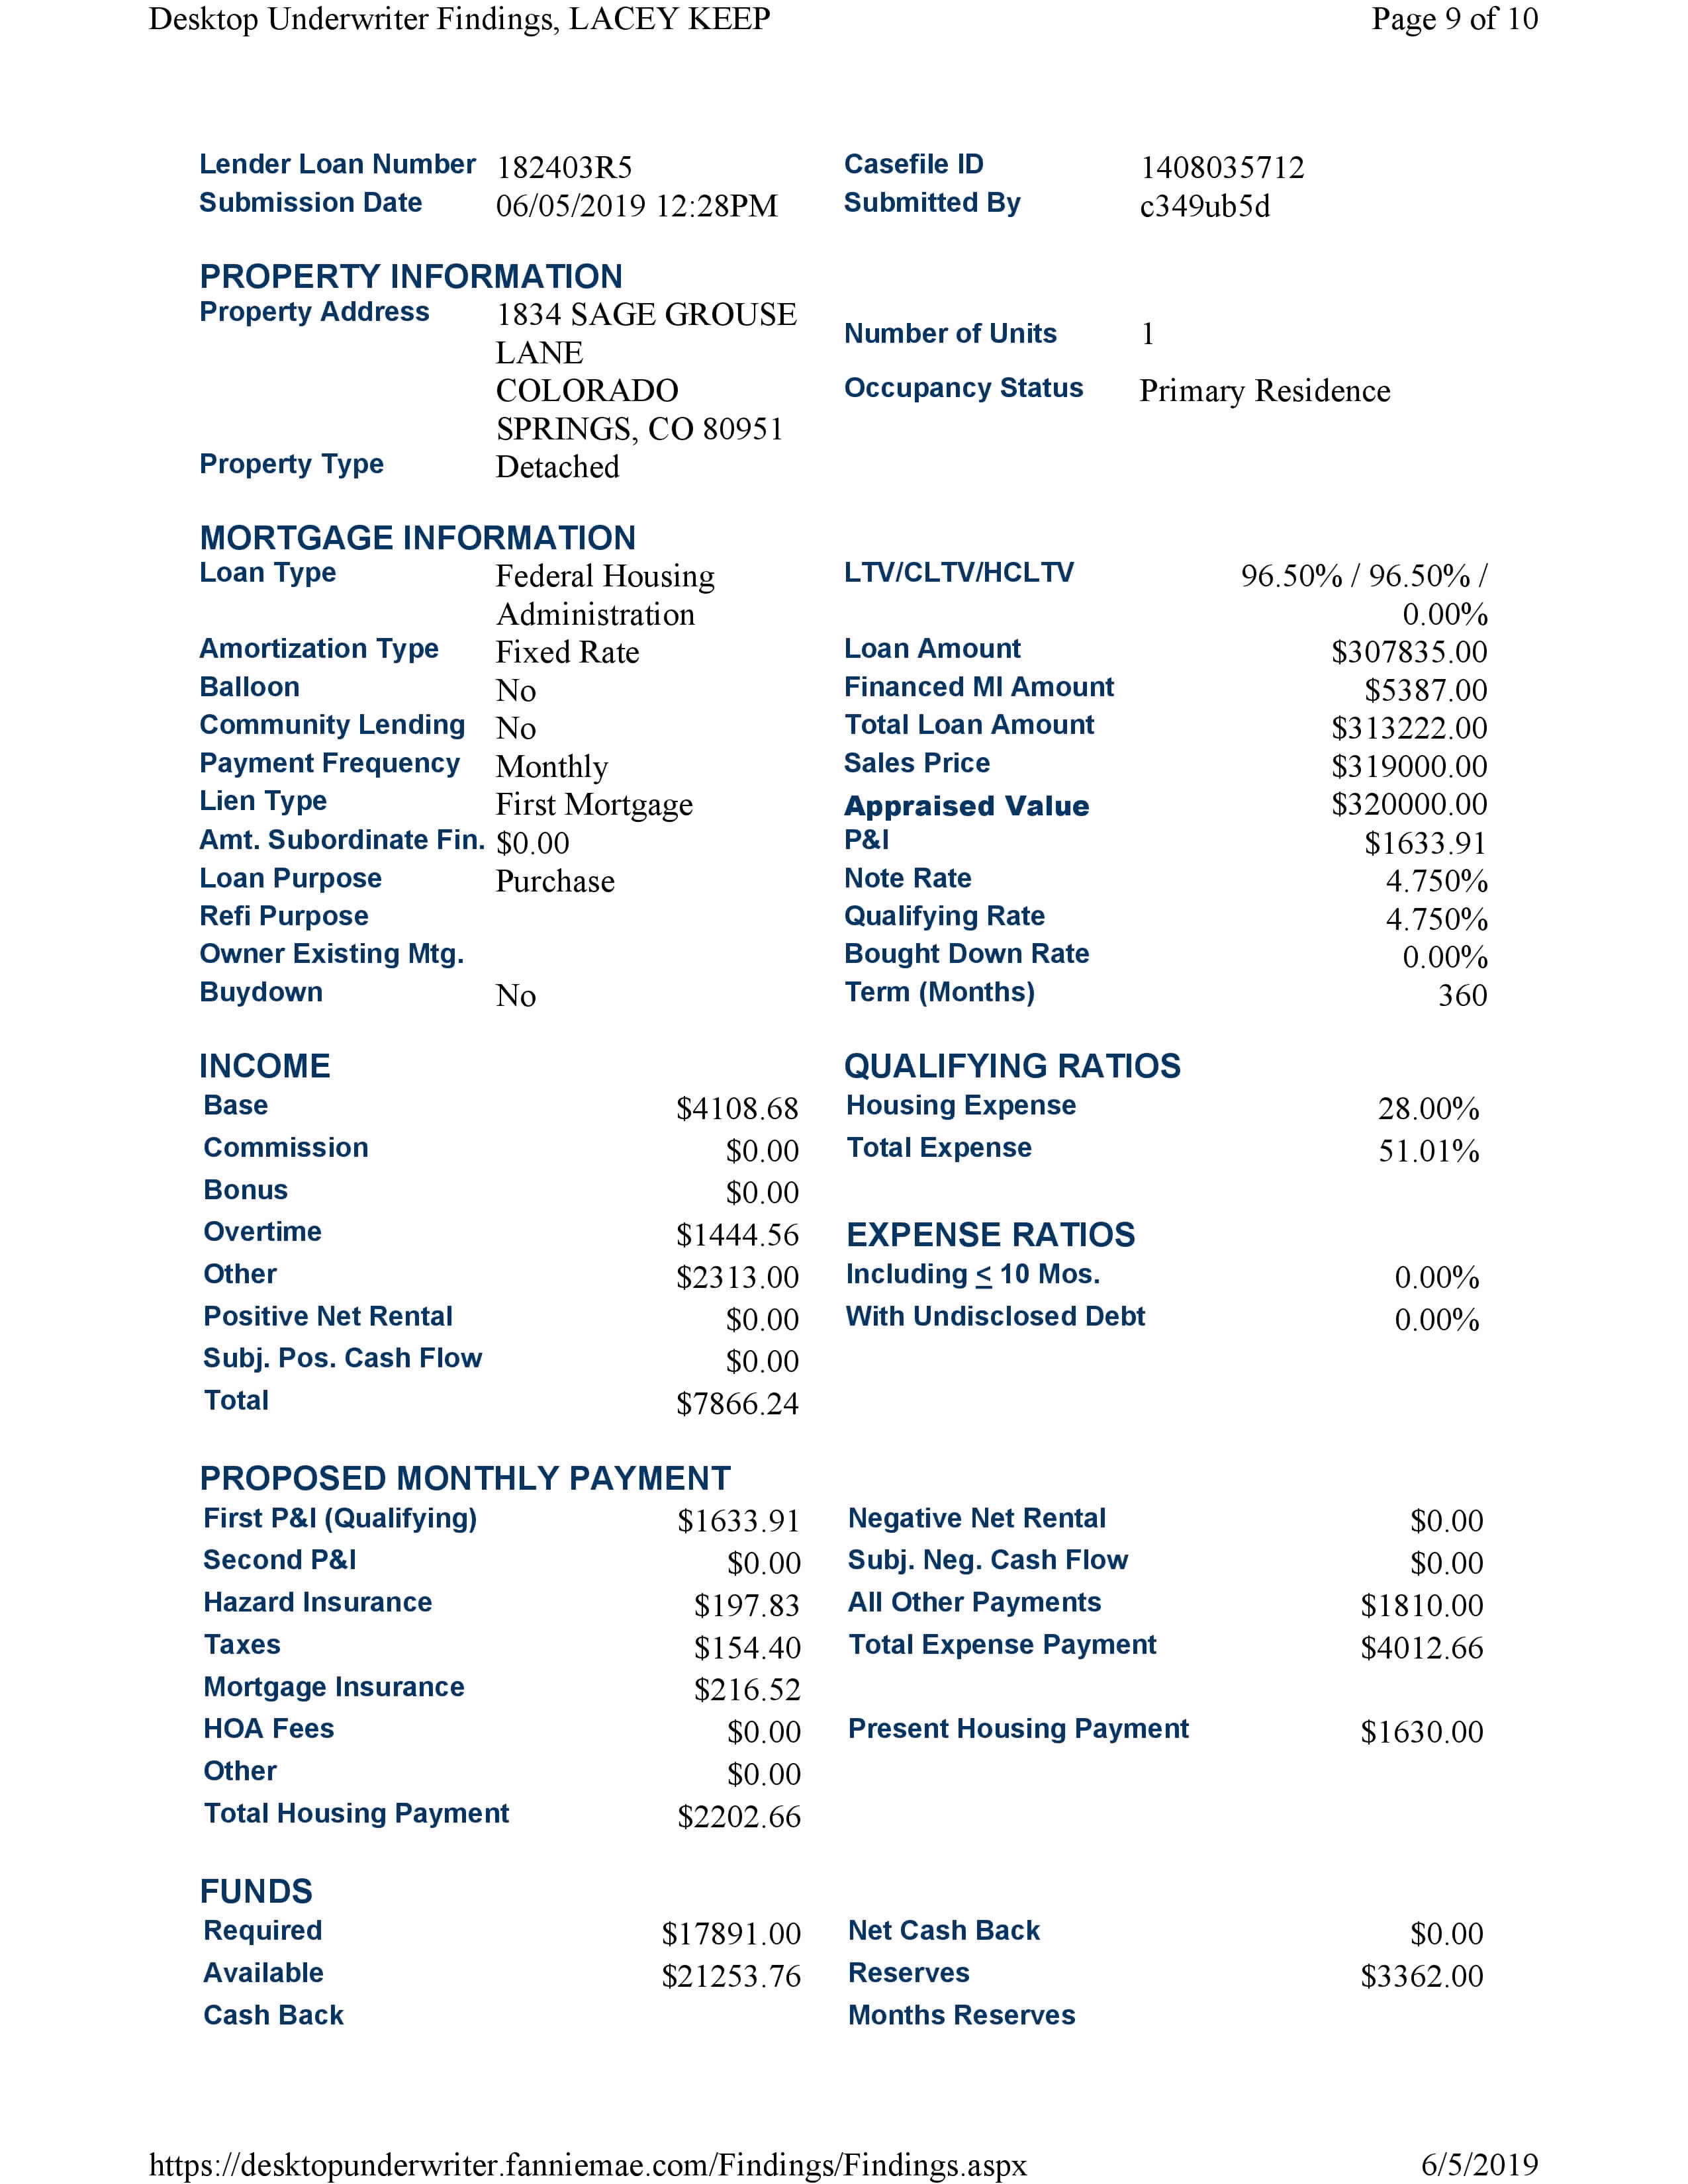 Desktop Underwriter Findings, LACEY KEEP Page 9 of 10
Lender Loan Number 182403R5 Casefile ID 1408035712
Submission Date 06/05/2019 12:28PM Submitted By c349ub5d
PROPERTY INFORMATION
Property Address 1834 SAGE GROUSE
LANE
COLORADO
SPRINGS, CO 80951
Number of Units 1
Occupancy Status Primary Residence
Property Type Detached
MORTGAGE INFORMATION
Loan Type Federal Housing
Administration
LTV/CLTV/HCLTV 96.50% / 96.50% /
0.00%
Amortization Type Fixed Rate Loan Amount $307835.00
Balloon No Financed MI Amount $5387.00
Community Lending No Total Loan Amount $313222.00
Payment Frequency Monthly Sales Price $319000.00
Lien Type First Mortgage Appraised Value $320000.00
Amt. Subordinate Fin. $0.00 P&I $1633.91
Loan Purpose Purchase Note Rate 4.750%
Refi Purpose Qualifying Rate 4.750%
Owner Existing Mtg. Bought Down Rate 0.00%
Buydown No Term (Months) 360
INCOME QUALIFYING RATIOS
Base $4108.68 Housing Expense 28.00%
Commission $0.00 Total Expense 51.01%
Bonus $0.00
Overtime $1444.56 EXPENSE RATIOS
Other $2313.00 Including ≤ 10 Mos. 0.00%
Positive Net Rental $0.00 With Undisclosed Debt 0.00%
Subj. Pos. Cash Flow $0.00
Total $7866.24
PROPOSED MONTHLY PAYMENT
First P&I (Qualifying) $1633.91 Negative Net Rental $0.00
Second P&I $0.00 Subj. Neg. Cash Flow $0.00
Hazard Insurance $197.83 All Other Payments $1810.00
Taxes $154.40 Total Expense Payment $4012.66
Mortgage Insurance $216.52
HOA Fees $0.00 Present Housing Payment $1630.00
Other $0.00
Total Housing Payment $2202.66
FUNDS
Required $17891.00 Net Cash Back $0.00
Available $21253.76 Reserves $3362.00
Cash Back Months Reserves
https://desktopunderwriter.fanniemae.com/Findings/Findings.aspx 6/5/2019